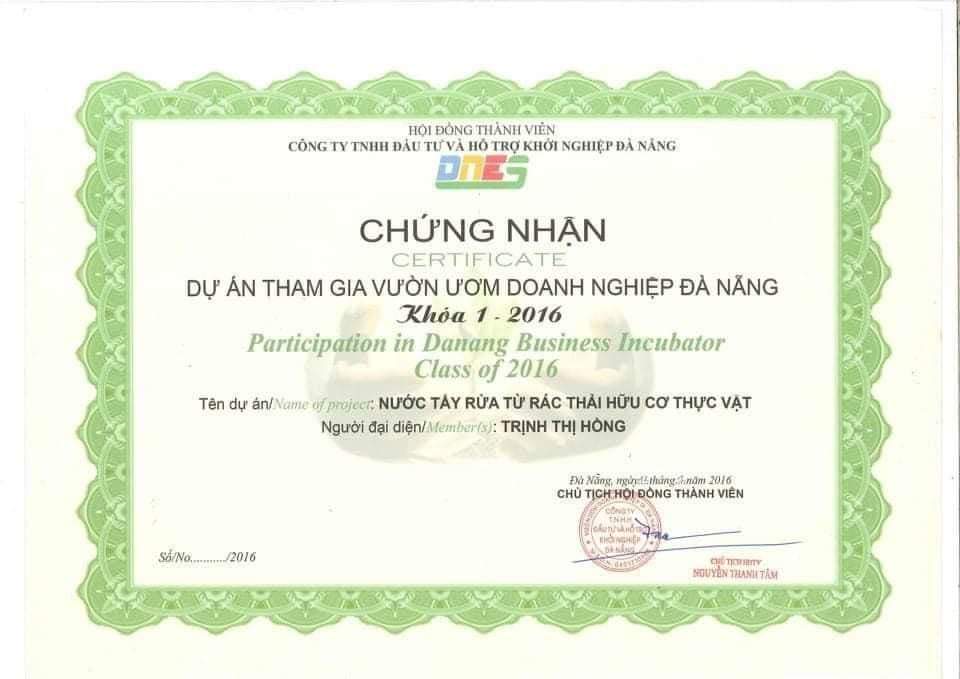 HỘI ĐỒNG THÀNH VIÊN
CÔNG TY TNHH ĐẦU TƯ VÀ HỖ TRỢ KHỞI NGHIỆP ĐÀ NẴNG
DNES
CHỨNG NHẬN
CERTIFICATE
DỰ ÁN THAM GIA VƯỜN ƯƠM DOANH NGHIỆP ĐÀ NẴNG
Khóa 1 - 2016
Participation in Danang Business Incubator
Class of 2016
Tên dự án/Name of project: NƯỚC TẨY RỬA TỪ RÁC THẢI HỮU CƠ THỰC VẬT
Người đại diện/Member(s): TRỊNH THỊ HỒNG
Đà Nẵng, ngày tháng năm 2016
CHỦ TỊCH HỘI ĐỒNG THÀNH VIÊN
CÔNG TY
T.N.H.H
ĐẦU TƯ VÀ HỖ TRỢ
KHỞI NGHIỆP
ĐÀ NẴNG
Số/No.........../2016
CHỦ TỊCH HĐTV
NGUYỄN THANH TÂM